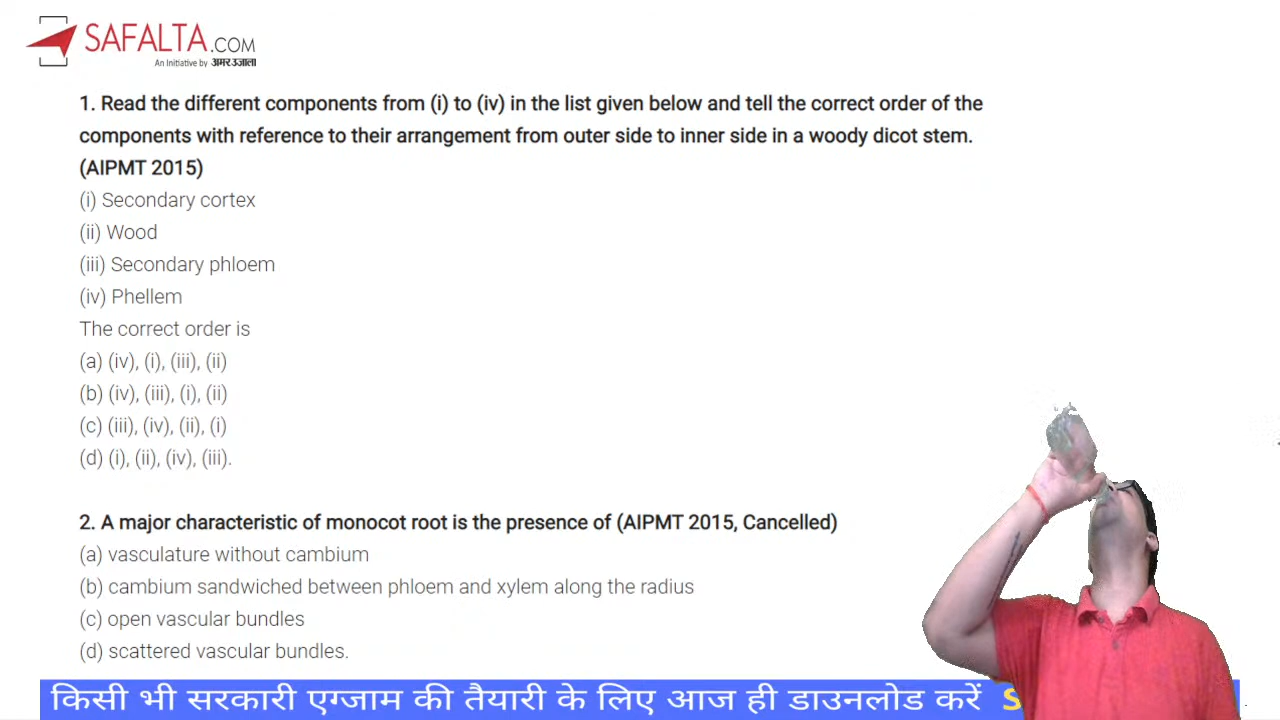 SAFALTA.COM
An Initiative by अमर उजाला
1. Read the different components from (i) to (iv) in the list given below and tell the correct order of the
components with reference to their arrangement from outer side to inner side in a woody dicot stem.
(AIPMT 2015)
(i) Secondary cortex
(ii) Wood
(iii) Secondary phloem
(iv) Phellem
The correct order is
(a) (iv), (i), (iii), (ii)
(b) (iv), (iii), (i), (ii)
(c) (iii), (iv), (ii), (i)
(d) (i), (ii), (iv), (iii).
2. A major characteristic of monocot root is the presence of (AIPMT 2015, Cancelled)
(a) vasculature without cambium
(b) cambium sandwiched between phloem and xylem along the radius
(c) open vascular bundles
(d) scattered vascular bundles.
किसी भी सरकारी एग्जाम की तैयारी के लिए आज ही डाउनलोड करें